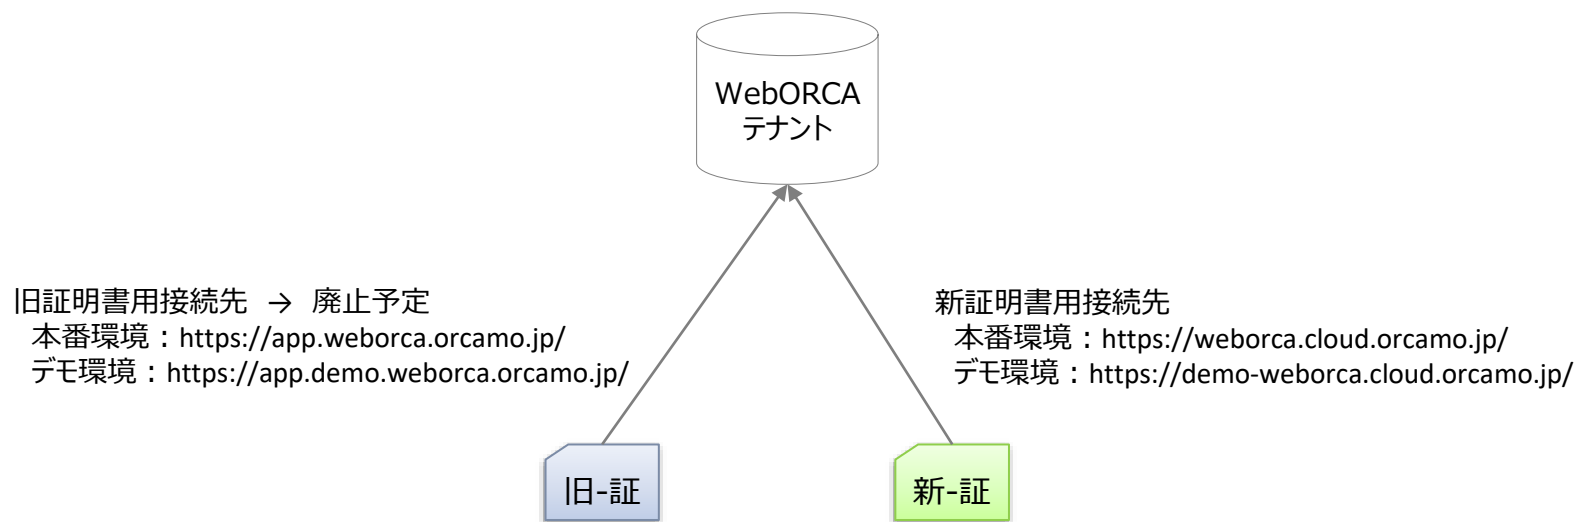 WebORCA
テナント
旧証明書用接続先 → 廃止予定
本番環境：https://app.weborca.orcamo.jp/
デモ環境：https://app.demo.weborca.orcamo.jp/
新証明書用接続先
本番環境：https://weborca.cloud.orcamo.jp/
デモ環境：https://demo-weborca.cloud.orcamo.jp/
旧-証
新-証